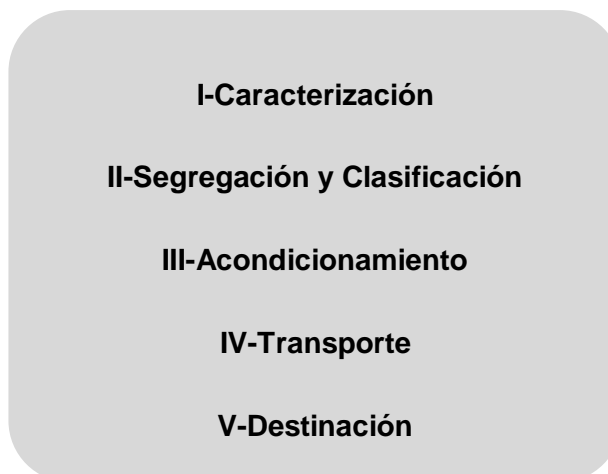 I-Caracterización
II-Segregación y Clasificación
III-Acondicionamiento
IV-Transporte
V-Destinación